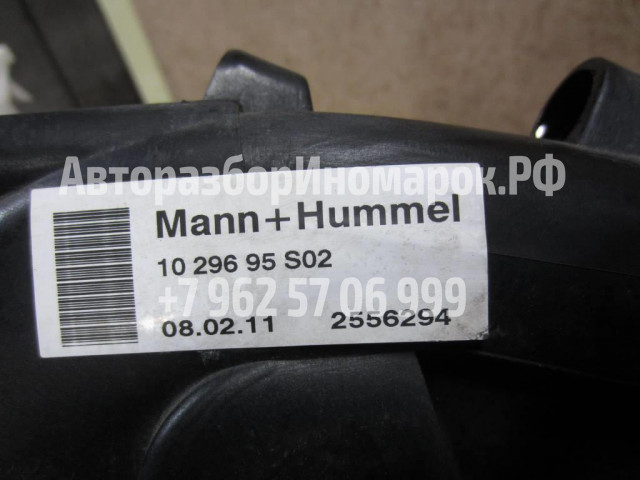 АвторазборИномарок.РФ
Mann+Hummel
10 296 95 S02
+7 962 57 06 999
08.02.11 2556294